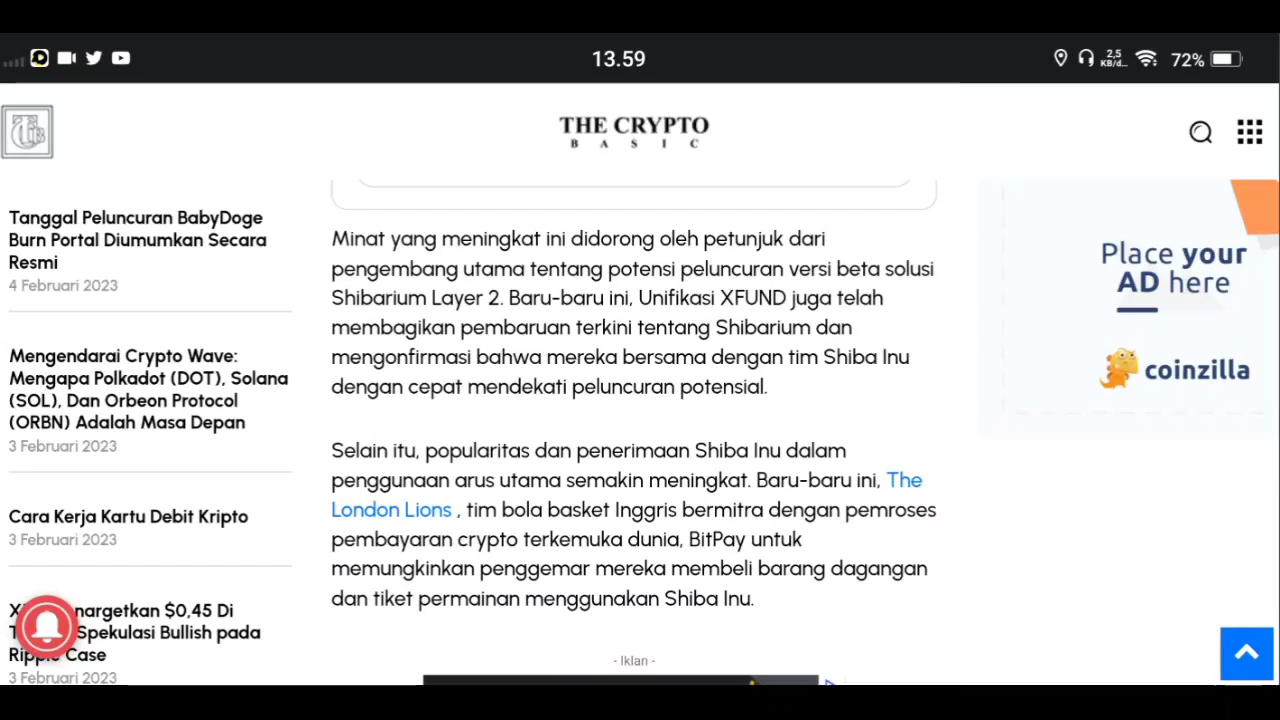 13.59
2,5
KB/d...
72%
THE CRYPTO
BASIC
Tanggal Peluncuran BabyDoge
Burn Portal Diumumkan Secara
Resmi
4 Februari 2023
Mengendarai Crypto Wave:
Mengapa Polkadot (DOT), Solana
(SOL), Dan Orbeon Protocol
(ORBN) Adalah Masa Depan
3 Februari 2023
Cara Kerja Kartu Debit Kripto
3 Februari 2023
nargetkan $0,45 Di
Spekulasi Bullish pada
Ripple Case
3 Februari 2023
Minat yang meningkat ini didorong oleh petunjuk dari
pengembang utama tentang potensi peluncuran versi beta solusi
Shibarium Layer 2. Baru-baru ini, Unifikasi XFUND juga telah
membagikan pembaruan terkini tentang Shibarium dan
mengonfirmasi bahwa mereka bersama dengan tim Shiba Inu
dengan cepat mendekati peluncuran potensial.
Selain itu, popularitas dan penerimaan Shiba Inu dalam
penggunaan arus utama semakin meningkat. Baru-baru ini, The
London Lions , tim bola basket Inggris bermitra dengan pemroses
pembayaran crypto terkemuka dunia, BitPay untuk
memungkinkan penggemar mereka membeli barang dagangan
dan tiket permainan menggunakan Shiba Inu.
- Iklan -
Place your
AD here
coinzilla